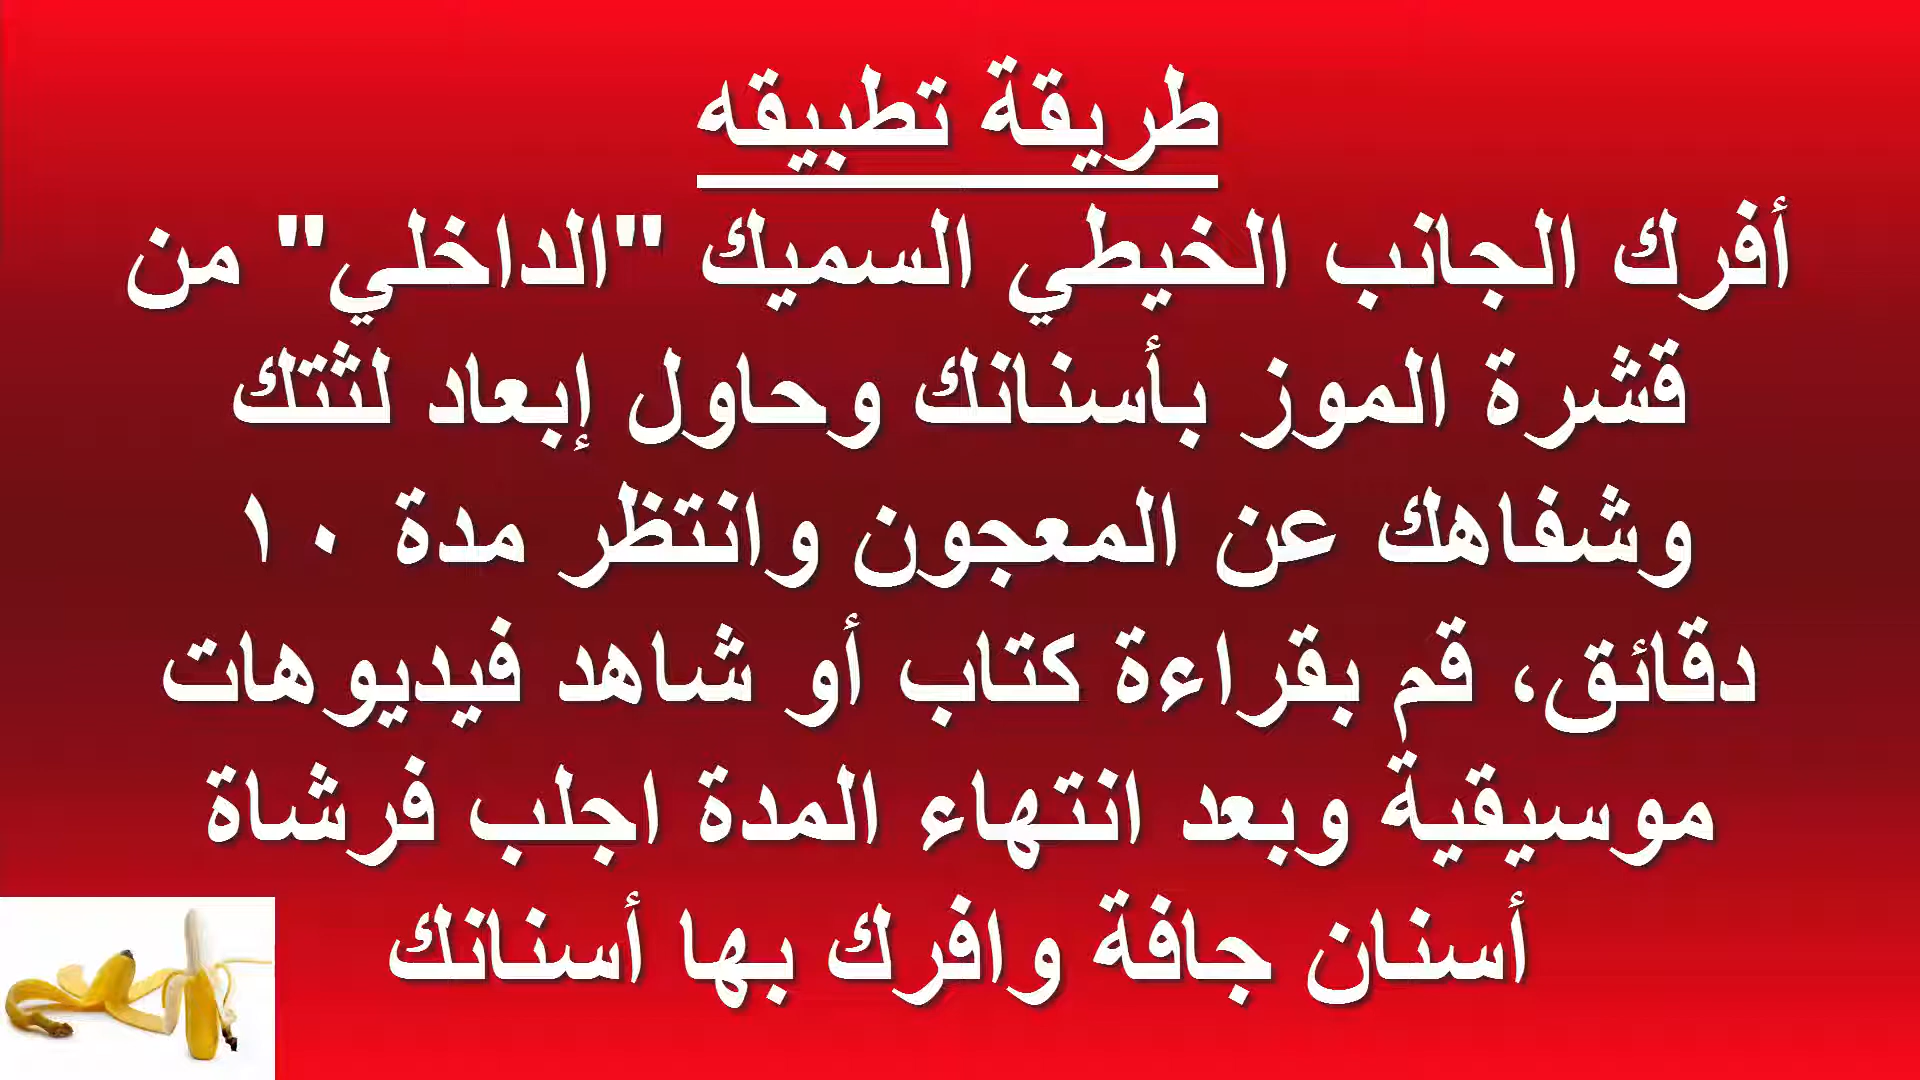 طريقة تطبيقه
أفرك الجانب الخيطي السميك "الداخلي" من
قشرة الموز بأسنانك وحاول إبعاد لثتك
وشفاهك عن المعجون وانتظر مدة ١٠
دقائق، قم بقراءة كتاب أو شاهد فيديوهات
موسيقية وبعد انتهاء المدة اجلب فرشاة
أسنان جافة وافرك بها أسنانك